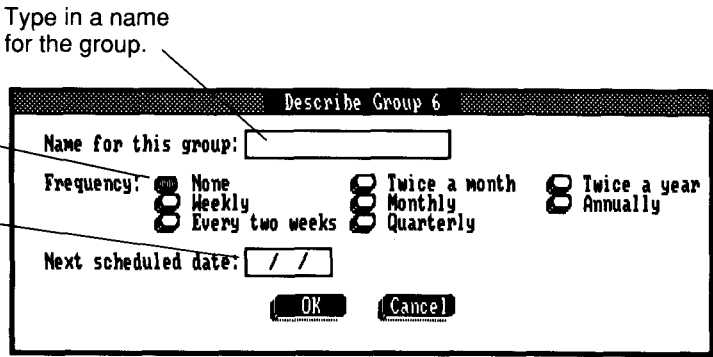 Type in a name
for the group.
Describe Group 6
Name for this group:
Frequency: None Twice a month Twice a year
Weekly Monthly Annually
Every two weeks Quarterly
Next scheduled date: / /
OK Cancel